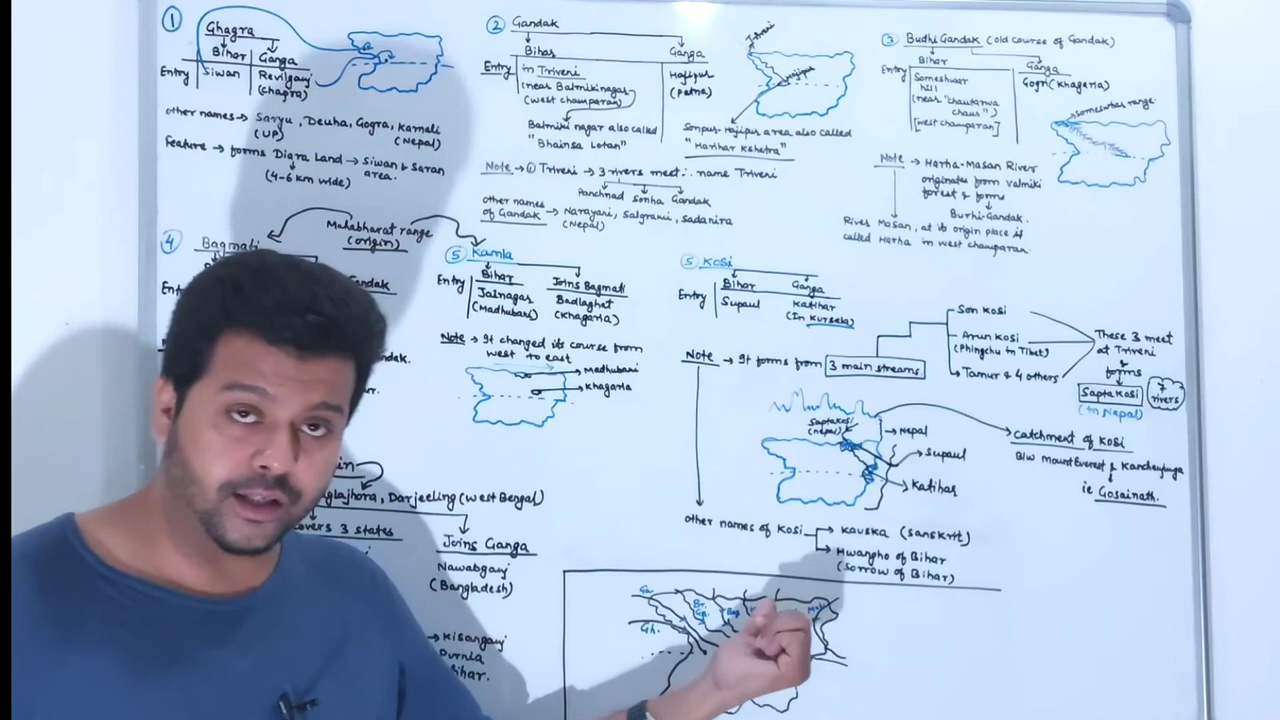 ① Ghagra
Bihar Ganga
Entry Siwan Revilganj
(Chapra)
other names → Saryu, Deuha, Gogra, Karnali
(UP) (Nepal)
Feature → forms Diara Land → Siwan & Saran
(4-6 km wide) area.
② Gandak
Bihar Ganga
Entry in Triveni Hajipur
(near Balmikinagar) (Patna)
(west champaran)
Balmiki nagar also called
"Bhainsa Lotan"
Triveni
Hajipur
Sonpur-Hajipur area also called
"Harihar Kshetra"
Note → ① Triveni → 3 rivers meet ∴ name Triveni
Panchnad Sonha Gandak
other names
of Gandak → Narayani, Salgrami, Sadanira
(Nepal)
③ Budhi Gandak (old course of Gandak)
Bihar Ganga
Entry Someshwar Gogri (Khagaria)
hill
(near "chautarwa
chaur")
[west champaran]
Someshwar range
Note → Harha-Masan River
originates from Valmiki
forest & forms
Burhi-Gandak.
River Masan, at its origin place is
called Harha in west champaran
Mahabharat range
(origin)
④ Bagmati
⑤ Kamla
Bihar Joins Bagmati
Entry Jainagar Badlaghat
(Madhubani) (Khagaria)
Note → It changed its course from
west to east
Madhubani
Khagaria
⑤ Kosi
Bihar Ganga
Entry Supaul Katihar
(In Kursela)
Note → It forms from 3 main streams
Son Kosi
Arun Kosi
(Phingchu in Tibet)
Tamur & 4 others
These 3 meet
at Triveni
& forms
SaptaKosi
(in Nepal)
7
rivers
SaptaKosi
(Nepal)
Nepal
Supaul
Katihar
catchment of Kosi
B/w Mount Everest & Kanchenjunga
ie Gosainath.
other names of Kosi → Kauska (Sanskrit)
→ Hwangho of Bihar
(Sorrow of Bihar)
Darjeeling (West Bengal)
covers 3 states
Joins Ganga
Nawabganj
(Bangladesh)
→ Kisanganj
Purnia
Ga.
Gh.